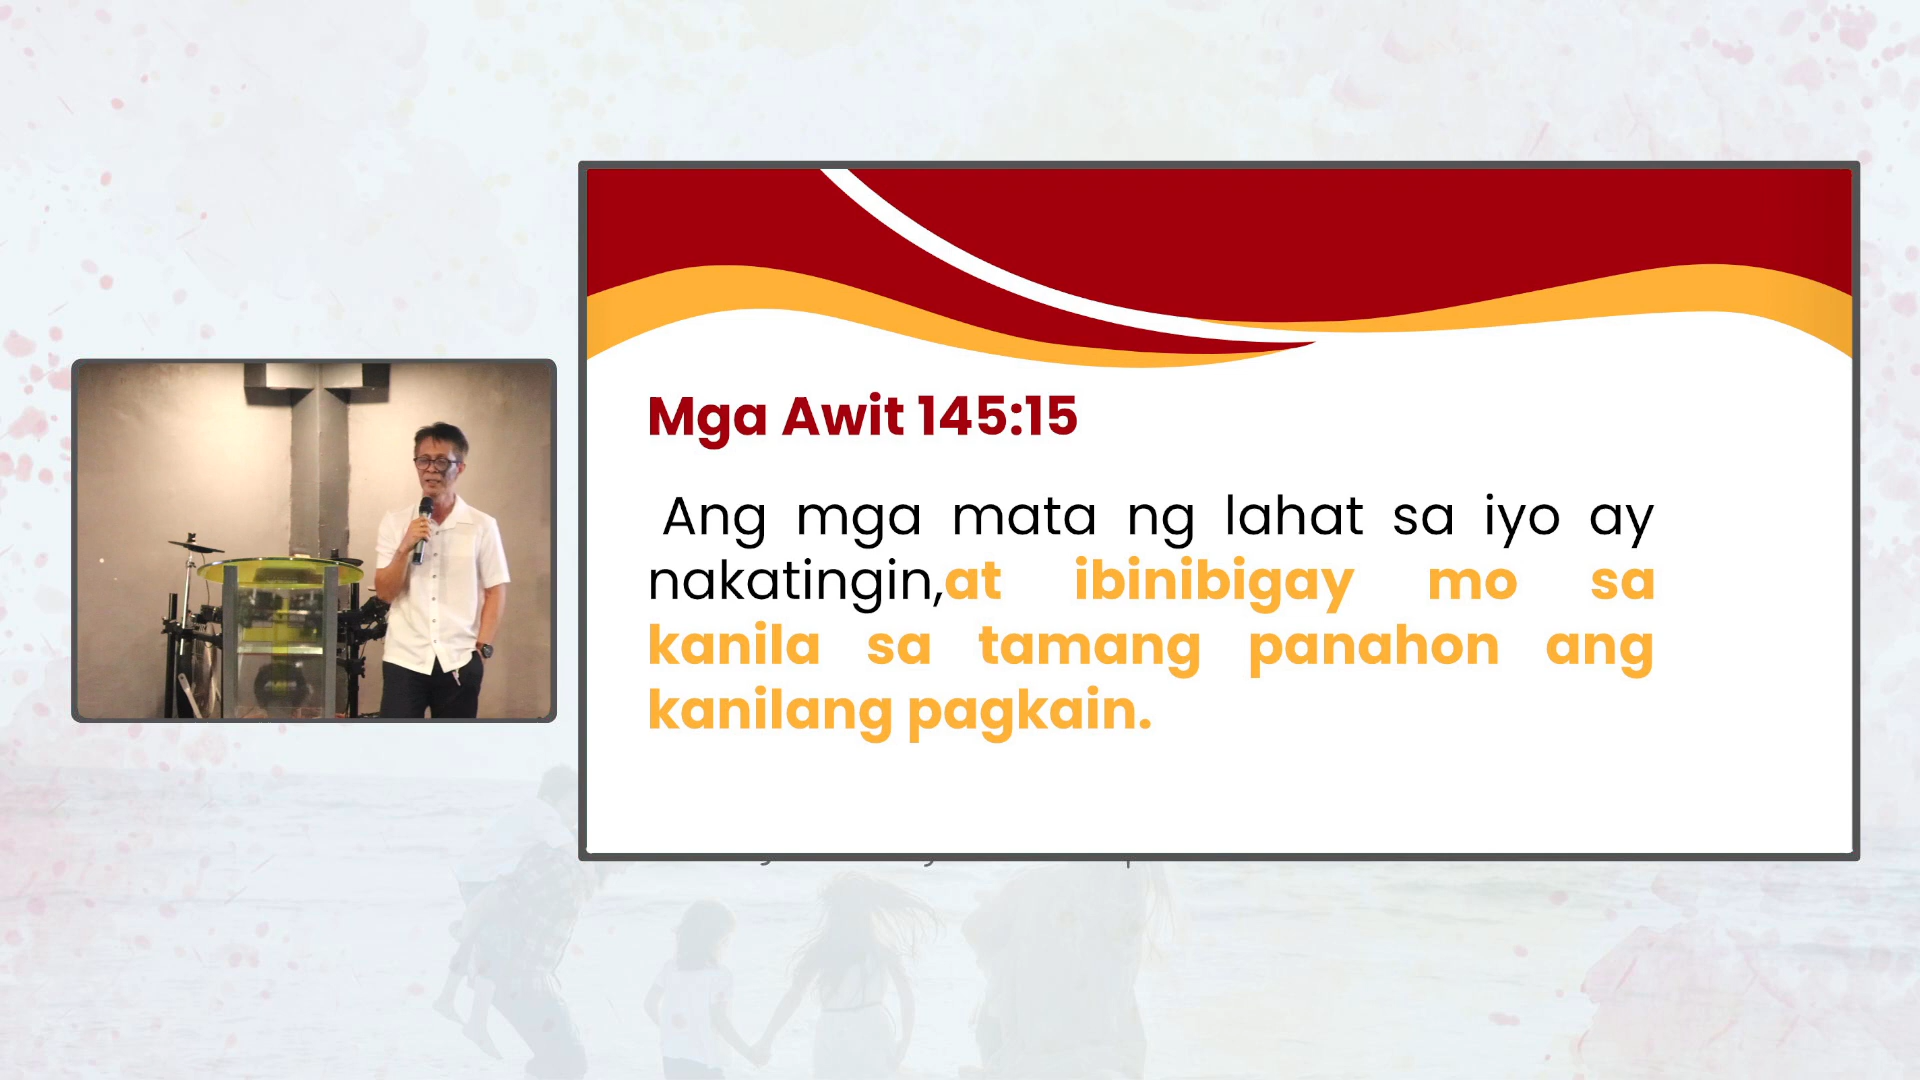 Mga Awit 145:15
Ang mga mata ng lahat sa iyo ay
nakatingin,at ibinibigay mo sa
kanila sa tamang panahon ang
kanilang pagkain.